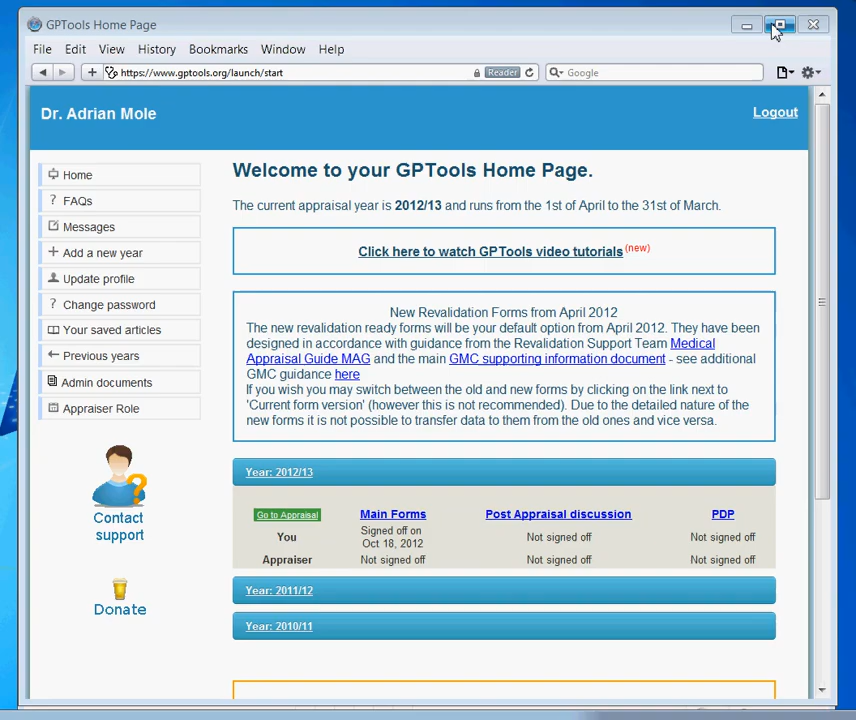 GPTools Home Page
File Edit View History Bookmarks Window Help
https://www.gptools.org/launch/start Reader Google
Dr. Adrian Mole
Logout
Home
FAQs
Messages
Add a new year
Update profile
Change password
Your saved articles
Previous years
Admin documents
Appraiser Role
Contact
support
Donate
Welcome to your GPTools Home Page.
The current appraisal year is 2012/13 and runs from the 1st of April to the 31st of March.
Click here to watch GPTools video tutorials (new)
New Revalidation Forms from April 2012
The new revalidation ready forms will be your default option from April 2012. They have been
designed in accordance with guidance from the Revalidation Support Team Medical
Appraisal Guide MAG and the main GMC supporting information document - see additional
GMC guidance here
If you wish you may switch between the old and new forms by clicking on the link next to
'Current form version' (however this is not recommended). Due to the detailed nature of the
new forms it is not possible to transfer data to them from the old ones and vice versa.
Year: 2012/13
Go to Appraisal Main Forms Post Appraisal discussion PDP
You Signed off on Not signed off Not signed off
Oct 18, 2012
Appraiser Not signed off Not signed off Not signed off
Year: 2011/12
Year: 2010/11